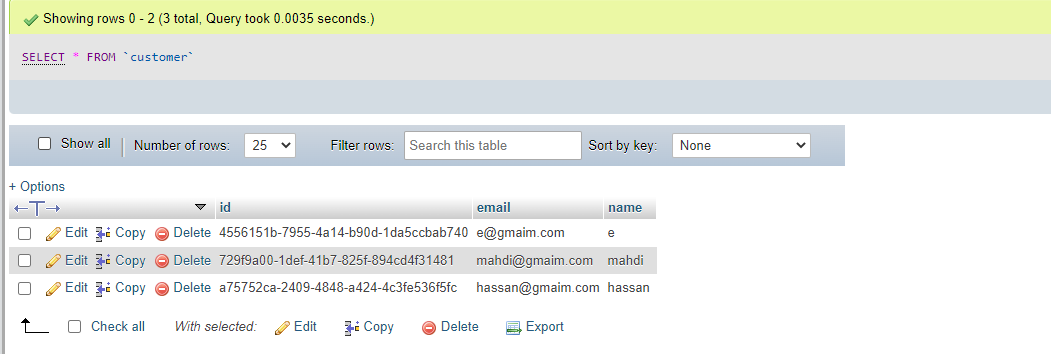 Showing rows 0 - 2 (3 total, Query took 0.0035 seconds.)
SELECT * FROM `customer`
Show all Number of rows: 25 Filter rows: Search this table Sort by key: None
+ Options
id email name
Edit Copy Delete 4556151b-7955-4a14-b90d-1da5ccbab740 e@gmaim.com e
Edit Copy Delete 729f9a00-1def-41b7-825f-894cd4f31481 mahdi@gmaim.com mahdi
Edit Copy Delete a75752ca-2409-4848-a424-4c3fe536f5fc hassan@gmaim.com hassan
Check all With selected: Edit Copy Delete Export